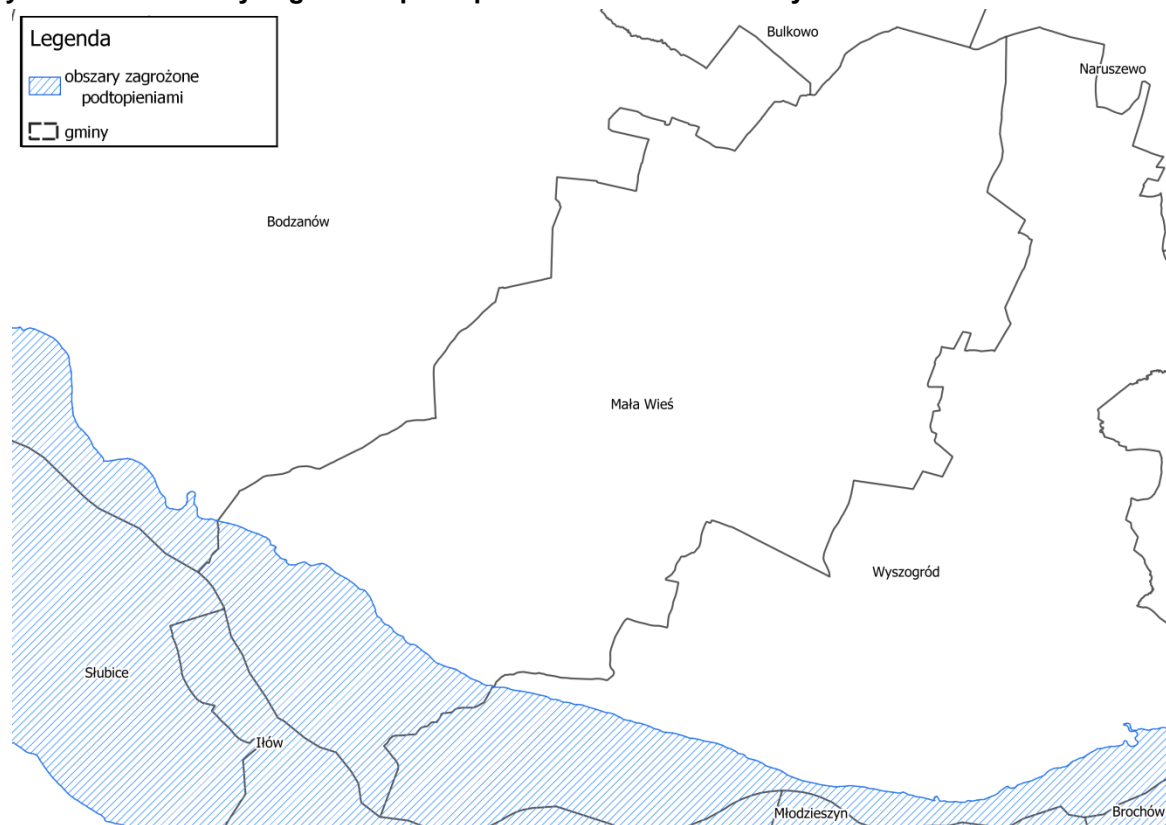 Legenda
obszary zagrożone
podtopieniami
gminy
Bulkowo
Naruszewo
Bodzanów
Mała Wieś
Wyszogród
Słubice
Iłów
Młodzieszyn
Brochów